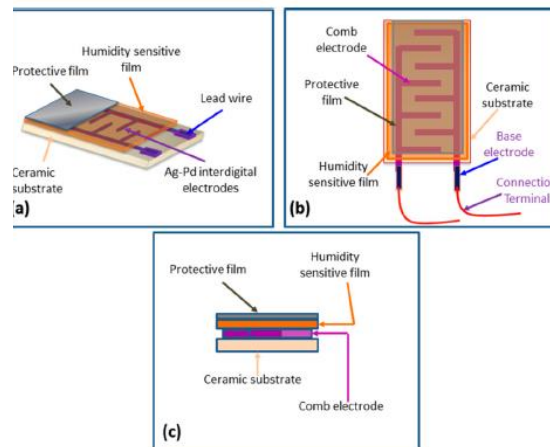 Humidity sensitive
film
Protective film
Lead wire
Ceramic
substrate
Ag-Pd interdigital
electrodes
(a)
Comb
electrode
Protective
film
Ceramic
substrate
Base
electrode
Humidity
sensitive film
Connectio
Terminal
(b)
Protective film
Humidity
sensitive film
Ceramic substrate
Comb electrode
(c)